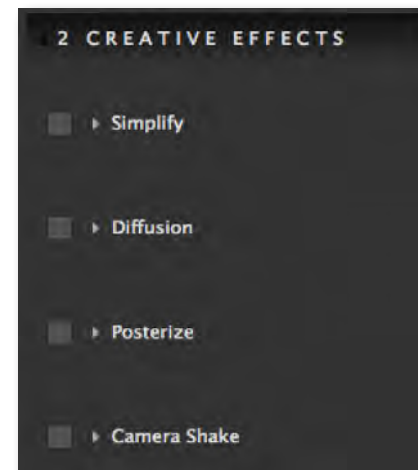 2 CREATIVE EFFECTS
Simplify
Diffusion
Posterize
Camera Shake